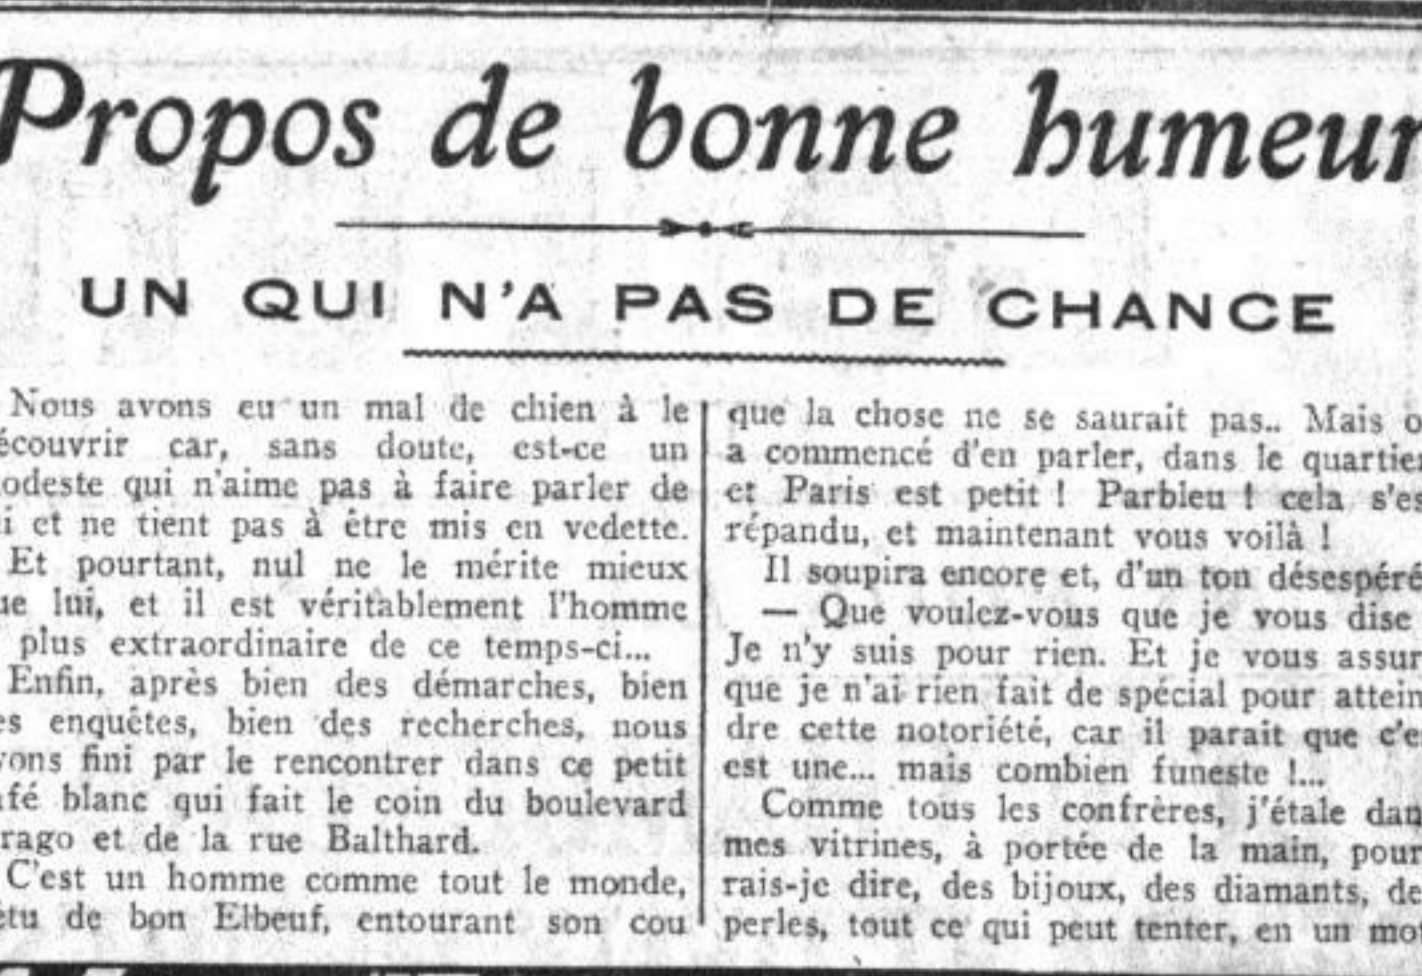 Propos de bonne humeur
UN QUI N'A PAS DE CHANCE
Nous avons eu un mal de chien à le
écouvrir car, sans doute, est-ce un
odeste qui n'aime pas à faire parler de
i et ne tient pas à être mis en vedette.
Et pourtant, nul ne le mérite mieux
ue lui, et il est véritablement l'homme
plus extraordinaire de ce temps-ci...
Enfin, après bien des démarches, bien
es enquêtes, bien des recherches, nous
vons fini par le rencontrer dans ce petit
afé blanc qui fait le coin du boulevard
rago et de la rue Balthard.
C'est un homme comme tout le monde,
êtu de bon Elbeuf, entourant son cou
que la chose ne se saurait pas.. Mais o
a commencé d'en parler, dans le quartier
et Paris est petit ! Parbleu ! cela s'es
répandu, et maintenant vous voilà !
Il soupira encore et, d'un ton désespéré
— Que voulez-vous que je vous dise
Je n'y suis pour rien. Et je vous assur
que je n'ai rien fait de spécial pour attein
dre cette notoriété, car il parait que c'e
est une... mais combien funeste !...
Comme tous les confrères, j'étale dan
mes vitrines, à portée de la main, pour
rais-je dire, des bijoux, des diamants, de
perles, tout ce qui peut tenter, en un mot